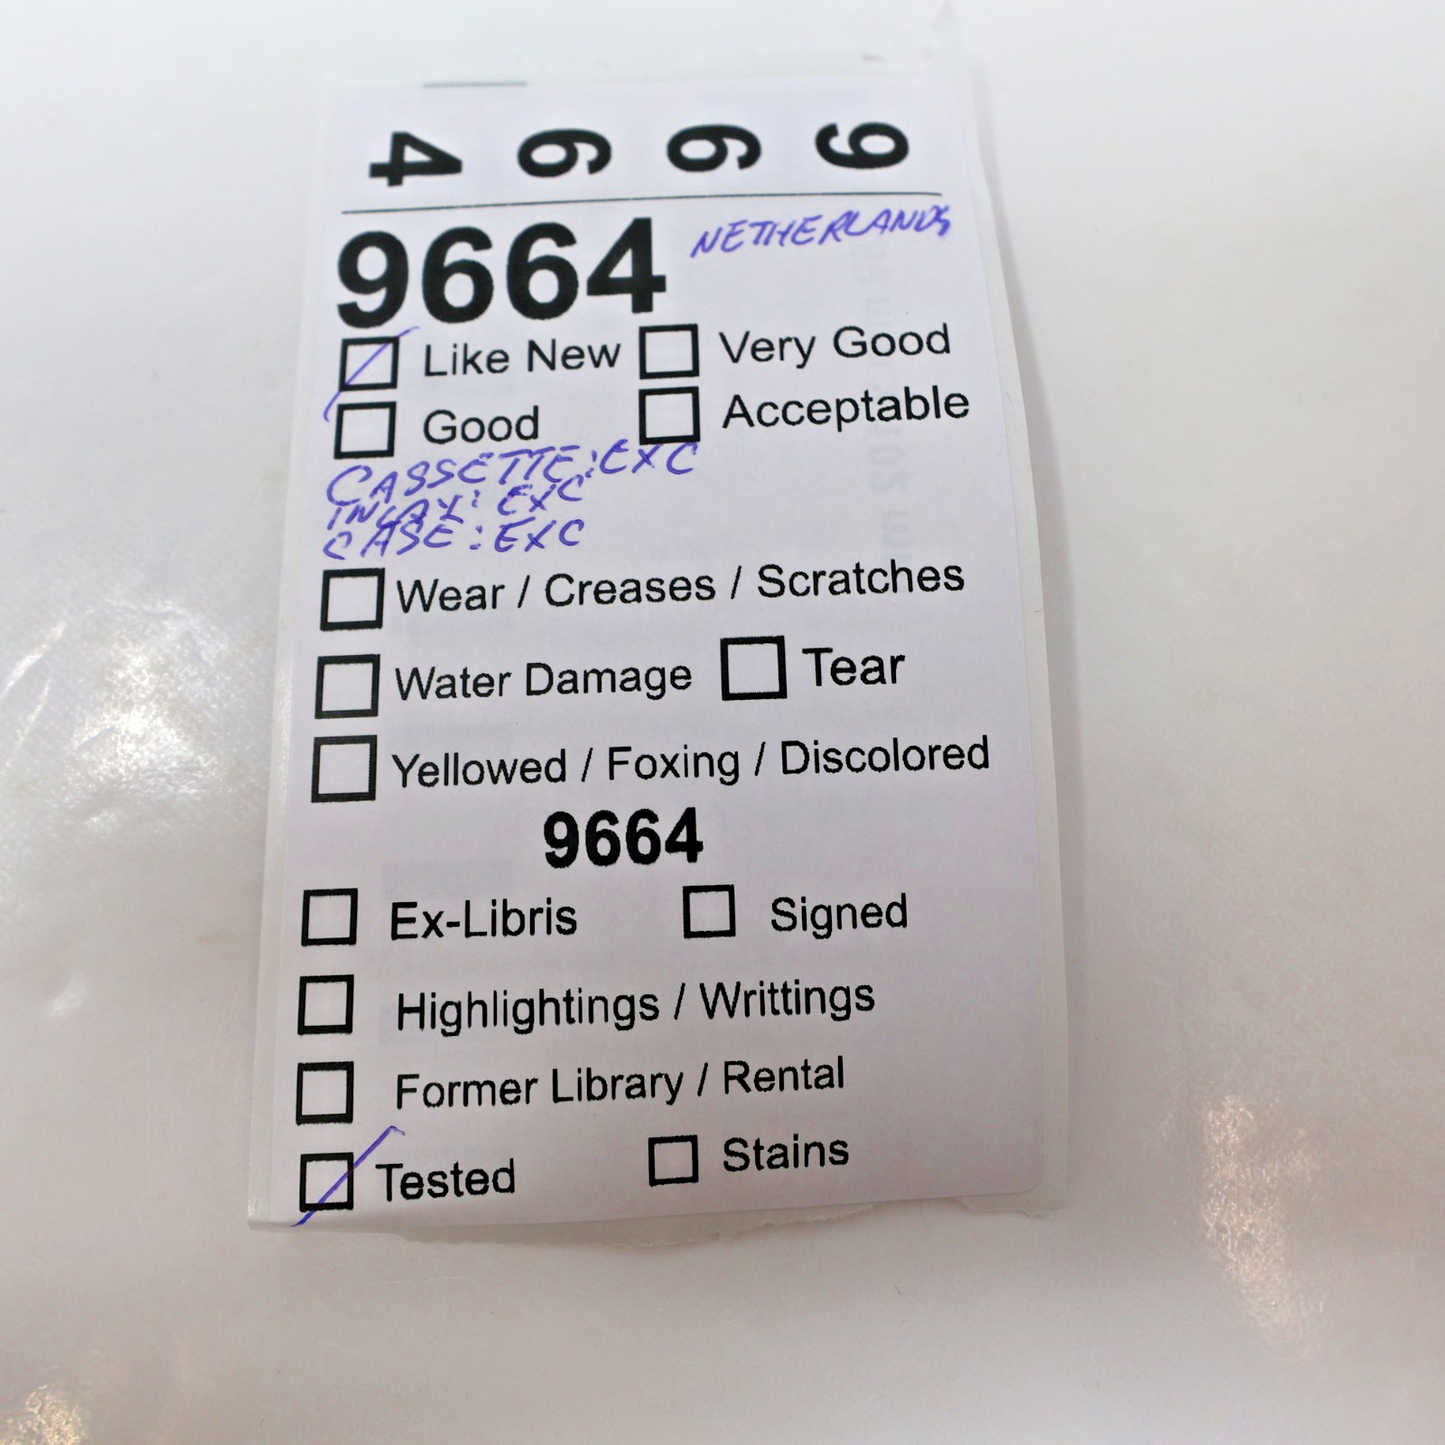 9 6 6 4
9664 NETHERLANDS
Like New Very Good
Good Acceptable
CASSETTE: EXC
INLAY: EXC
CASE: EXC
Wear / Creases / Scratches
Water Damage Tear
Yellowed / Foxing / Discolored
9664
Ex-Libris Signed
Highlightings / Writtings
Former Library / Rental
Tested Stains